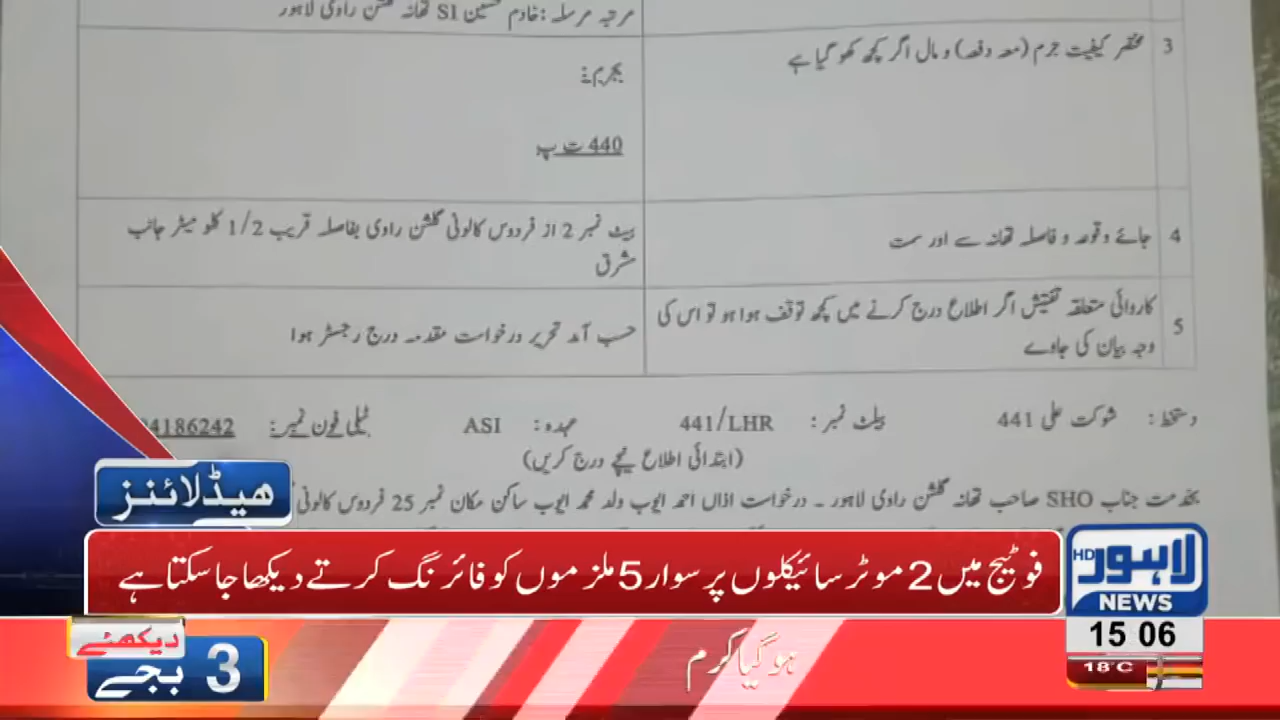 مرتبہ مرسلہ : خادم حسین SI تھانہ گلشن راوی لاہور
3 مختصر کیفیت جرم (معہ دفعہ) و مال اگر کچھ کھو گیا ہے
بجرم:
440 ت پ
4 جائے وقوعہ و فاصلہ تھانہ سے اور سمت
بیٹ نمبر 2 از فردوس کالونی گلشن راوی بفاصلہ قریب 1/2 کلو میٹر جانب
مشرق
5 کاروائی متعلقہ تفتیش اگر اطلاع درج کرنے میں کچھ توقف ہوا ہو تو اس کی
وجہ بیان کی جاوے
حسب آمد تحریر درخواست مقدمہ درج رجسٹر ہوا
دستخط: شوکت علی 441 بیلٹ نمبر : 441/LHR عہدہ : ASI ٹیلی فون نمبر: 4186242
(ابتدائی اطلاع نیچے درج کریں)
بخدمت جناب SHO صاحب تھانہ گلشن راوی لاہور ۔ درخواست اذاں احمد ایوب ولد محمد ایوب ساکن مکان نمبر 25 فردوس کالونی
ھیڈلائنز
فوٹیج میں 2 موٹر سائیکلوں پر سوار 5 ملزموں کو فائرنگ کرتے دیکھا جا سکتا ہے
لاہور HD
NEWS
15 06
18°C
دیکھئے
3 بجے
ہو گیا کرم